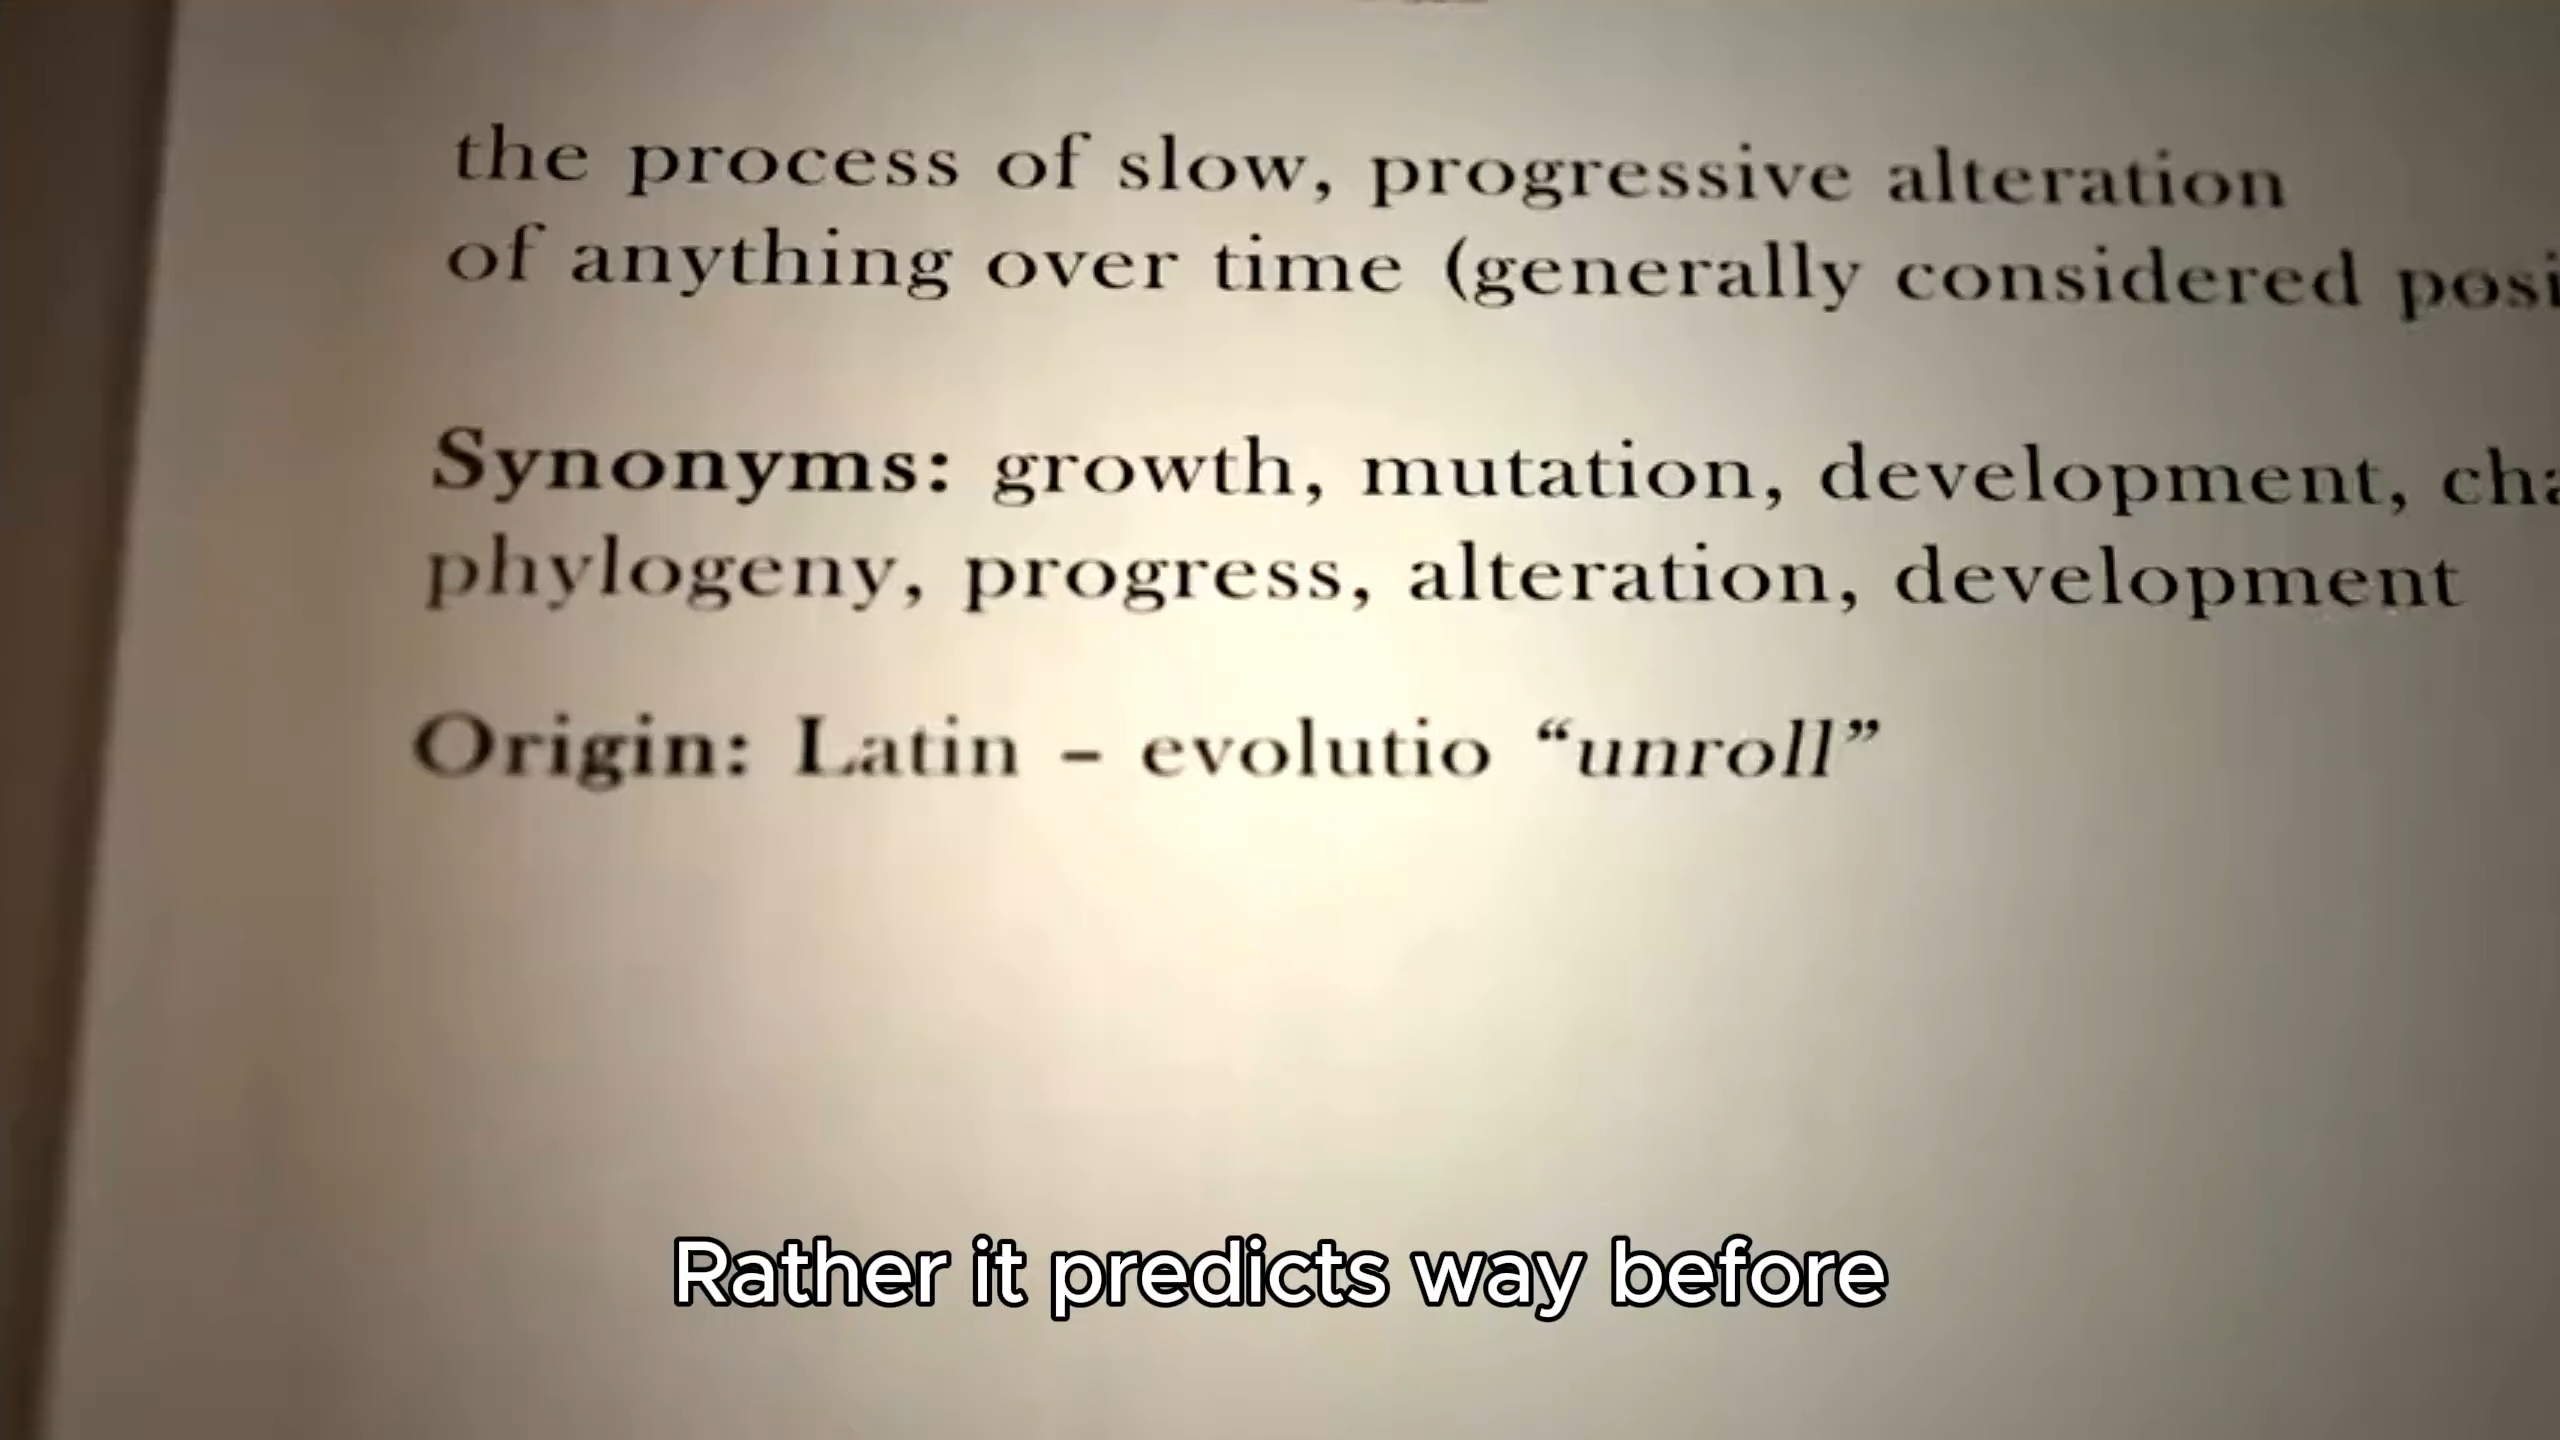 the process of slow, progressive alteration
of anything over time (generally considered
Synonyms: growth, mutation, development,
phylogeny, progress, alteration, development
Origin: Latin – evolutio “unroll”
Rather it predicts way before